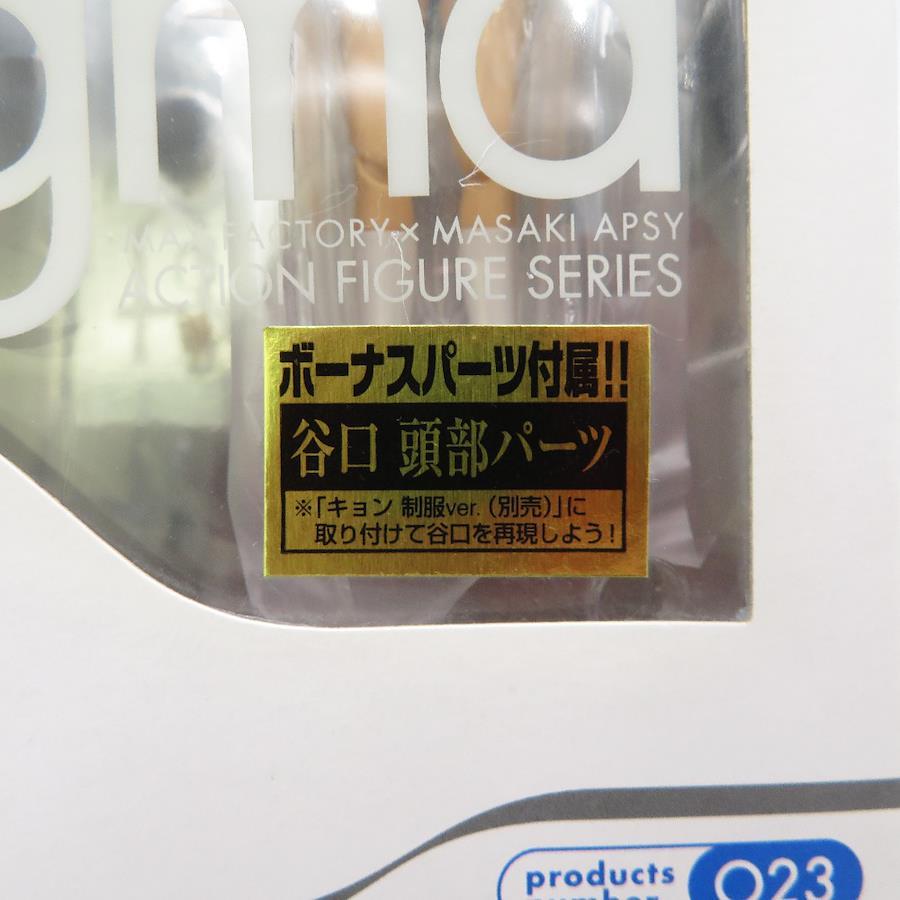 gma
MAX FACTORY × MASAKI APSY
ACTION FIGURE SERIES
ボーナスパーツ付属!!
谷口 頭部パーツ
※「キョン 制服ver.(別売)」に
取り付けて谷口を再現しよう!
products
number
023